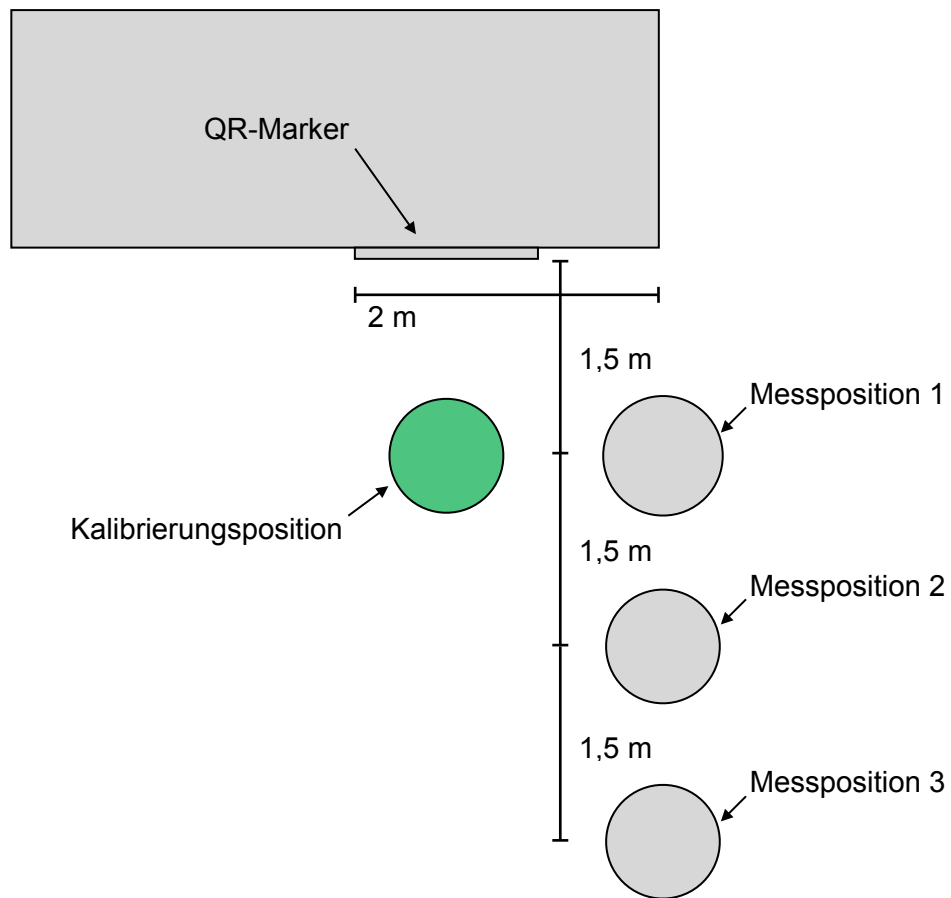 QR-Marker
2 m
1,5 m
Messposition 1
Kalibrierungsposition
1,5 m
Messposition 2
1,5 m
Messposition 3